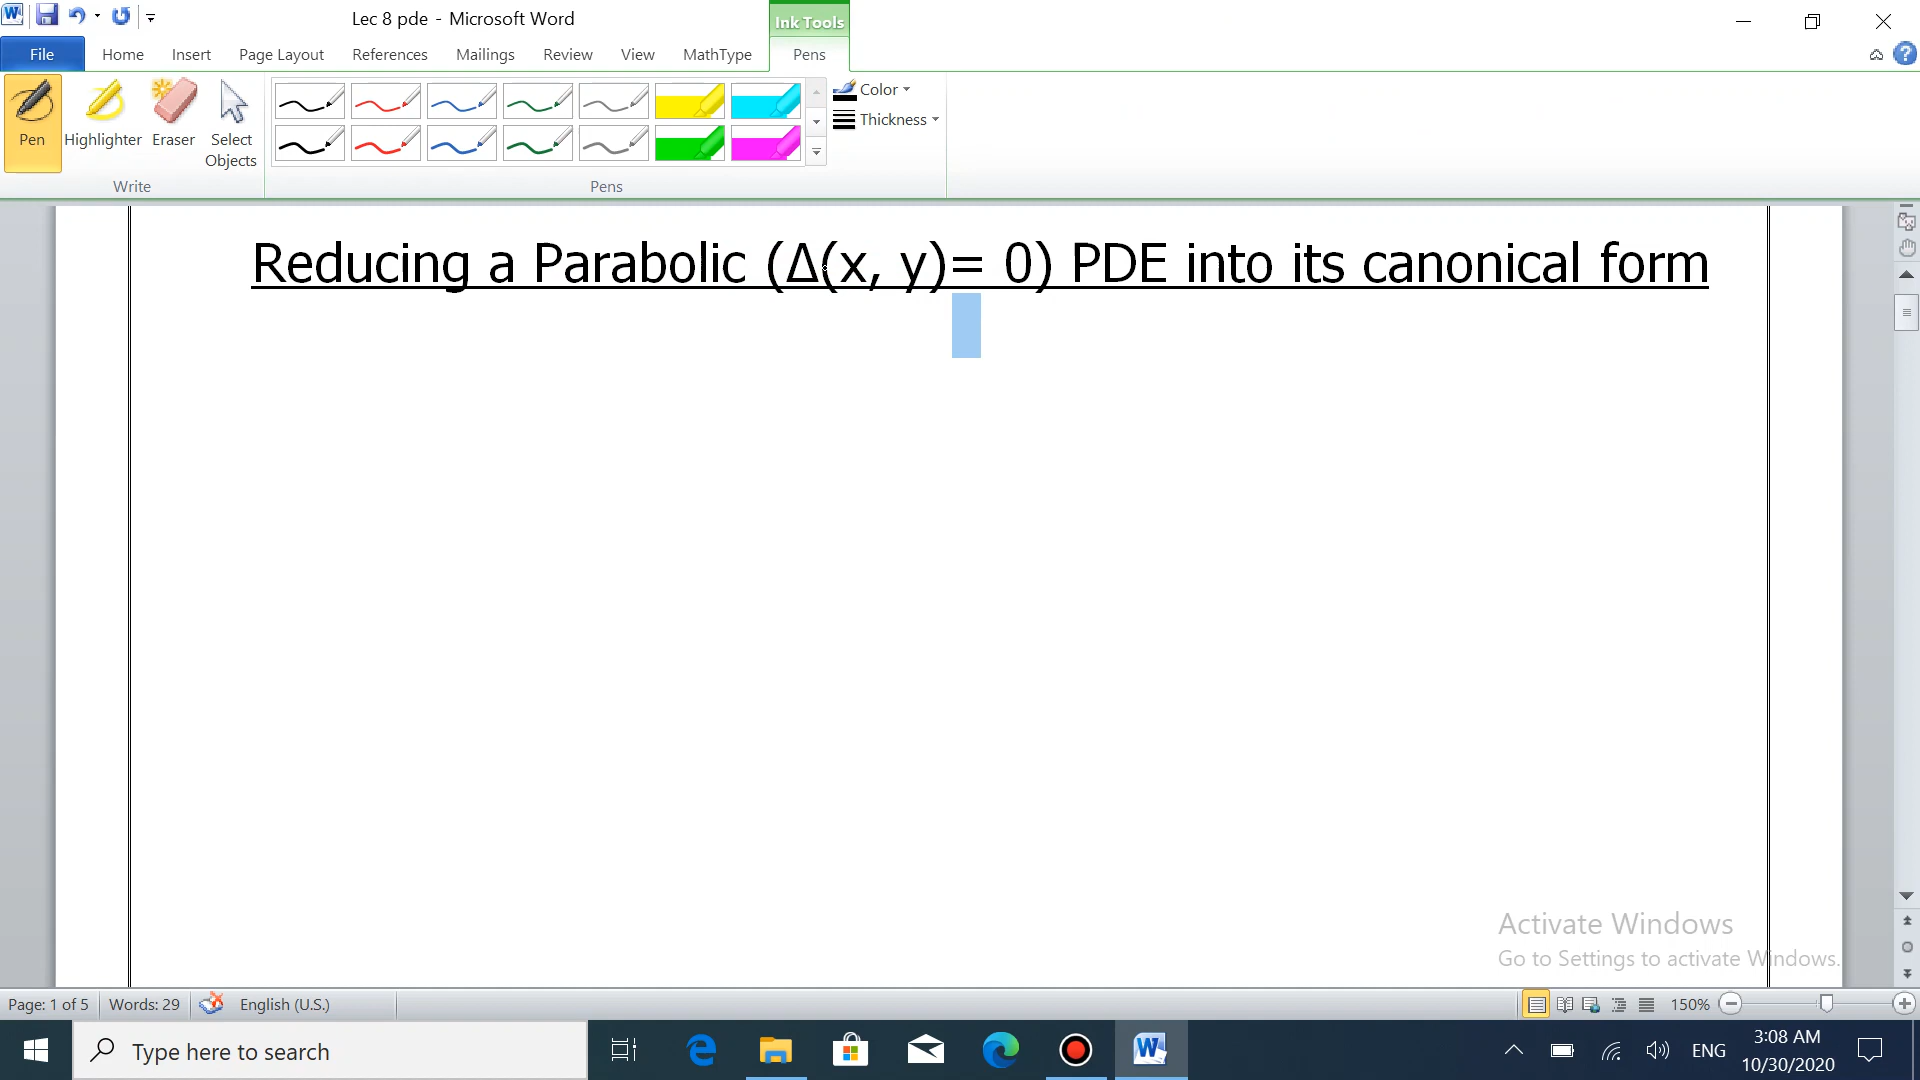 Lec 8 pde - Microsoft Word
Ink Tools
File Home Insert Page Layout References Mailings Review View MathType Pens
Pen Highlighter Eraser Select Objects
Color
Thickness
Write Pens
Reducing a Parabolic (Δ(x, y)= 0) PDE into its canonical form
Activate Windows
Go to Settings to activate Windows.
Page: 1 of 5 Words: 29 English (U.S.) 150%
Type here to search
ENG
3:08 AM
10/30/2020